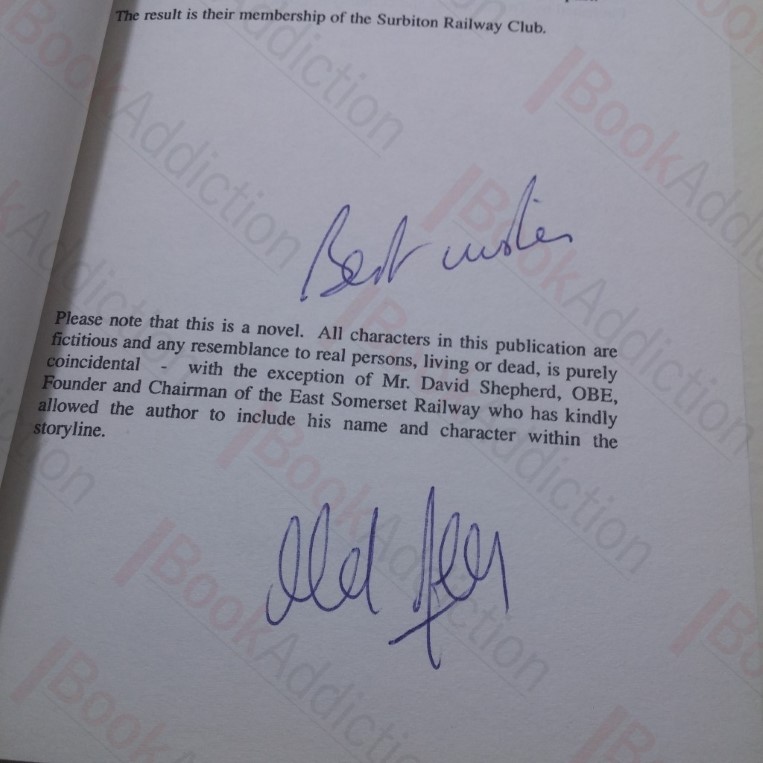 The result is their membership of the Surbiton Railway Club.
Best wishes
Please note that this is a novel. All characters in this publication are
fictitious and any resemblance to real persons, living or dead, is purely
coincidental - with the exception of Mr. David Shepherd, OBE,
Founder and Chairman of the East Somerset Railway who has kindly
allowed the author to include his name and character within the
storyline.
BookAddiction